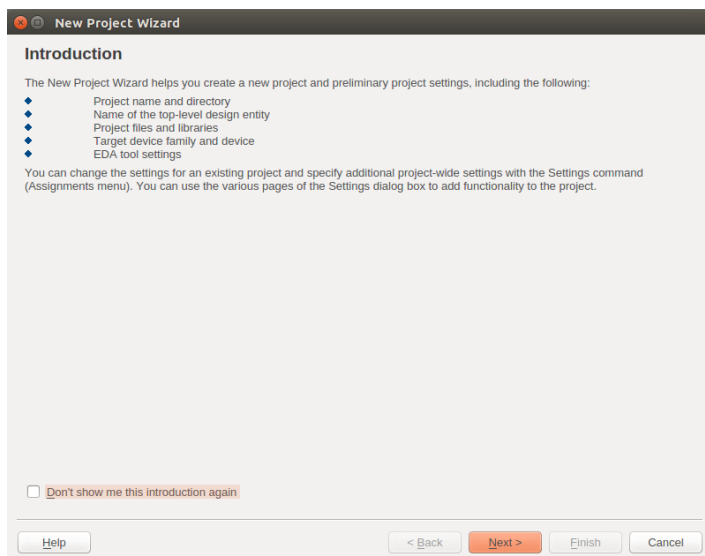 New Project Wizard
Introduction
The New Project Wizard helps you create a new project and preliminary project settings, including the following:
Project name and directory
Name of the top-level design entity
Project files and libraries
Target device family and device
EDA tool settings
You can change the settings for an existing project and specify additional project-wide settings with the Settings command
(Assignments menu). You can use the various pages of the Settings dialog box to add functionality to the project.
Don't show me this introduction again
Help
< Back
Next >
Finish
Cancel